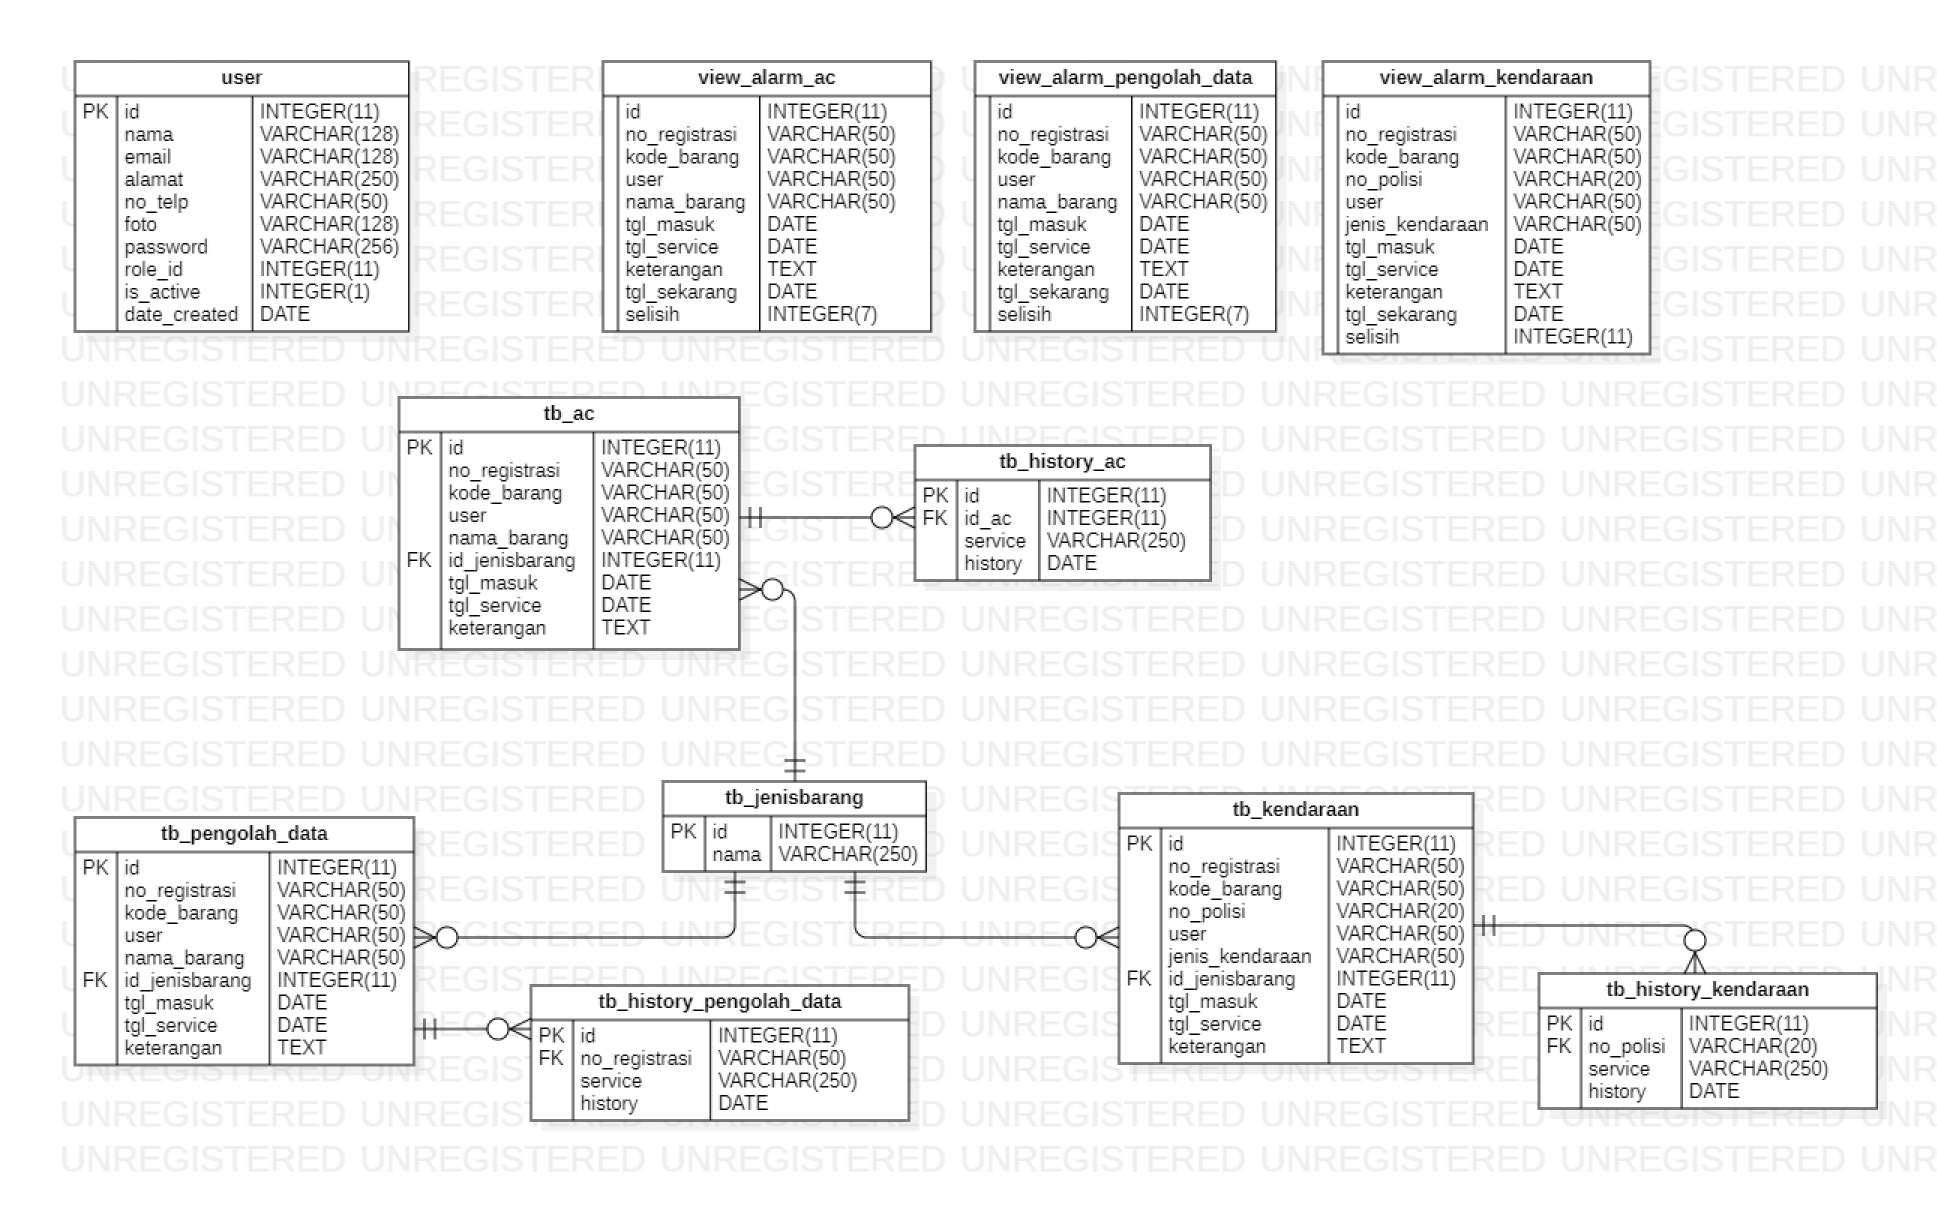 user
PK id INTEGER(11)
nama VARCHAR(128)
email VARCHAR(128)
alamat VARCHAR(250)
no_telp VARCHAR(50)
foto VARCHAR(128)
password VARCHAR(256)
role_id INTEGER(11)
is_active INTEGER(1)
date_created DATE
view_alarm_ac
id INTEGER(11)
no_registrasi VARCHAR(50)
kode_barang VARCHAR(50)
user VARCHAR(50)
nama_barang VARCHAR(50)
tgl_masuk DATE
tgl_service DATE
keterangan TEXT
tgl_sekarang DATE
selisih INTEGER(7)
view_alarm_pengolah_data
id INTEGER(11)
no_registrasi VARCHAR(50)
kode_barang VARCHAR(50)
user VARCHAR(50)
nama_barang VARCHAR(50)
tgl_masuk DATE
tgl_service DATE
keterangan TEXT
tgl_sekarang DATE
selisih INTEGER(7)
view_alarm_kendaraan
id INTEGER(11)
no_registrasi VARCHAR(50)
kode_barang VARCHAR(50)
no_polisi VARCHAR(20)
user VARCHAR(50)
jenis_kendaraan VARCHAR(50)
tgl_masuk DATE
tgl_service DATE
keterangan TEXT
tgl_sekarang DATE
selisih INTEGER(11)
tb_ac
PK id INTEGER(11)
no_registrasi VARCHAR(50)
kode_barang VARCHAR(50)
user VARCHAR(50)
nama_barang VARCHAR(50)
FK id_jenisbarang INTEGER(11)
tgl_masuk DATE
tgl_service DATE
keterangan TEXT
tb_history_ac
PK id INTEGER(11)
FK id_ac INTEGER(11)
service VARCHAR(250)
history DATE
tb_jenisbarang
PK id INTEGER(11)
nama VARCHAR(250)
tb_pengolah_data
PK id INTEGER(11)
no_registrasi VARCHAR(50)
kode_barang VARCHAR(50)
user VARCHAR(50)
nama_barang VARCHAR(50)
FK id_jenisbarang INTEGER(11)
tgl_masuk DATE
tgl_service DATE
keterangan TEXT
tb_history_pengolah_data
PK id INTEGER(11)
FK no_registrasi VARCHAR(50)
service VARCHAR(250)
history DATE
tb_kendaraan
PK id INTEGER(11)
no_registrasi VARCHAR(50)
kode_barang VARCHAR(50)
no_polisi VARCHAR(20)
user VARCHAR(50)
jenis_kendaraan VARCHAR(50)
FK id_jenisbarang INTEGER(11)
tgl_masuk DATE
tgl_service DATE
keterangan TEXT
tb_history_kendaraan
PK id INTEGER(11)
FK no_polisi VARCHAR(20)
service VARCHAR(250)
history DATE
UNREGISTERED UNREGISTERED UNREGISTERED UNREGISTERED UNREGISTERED UNREGISTERED UNR